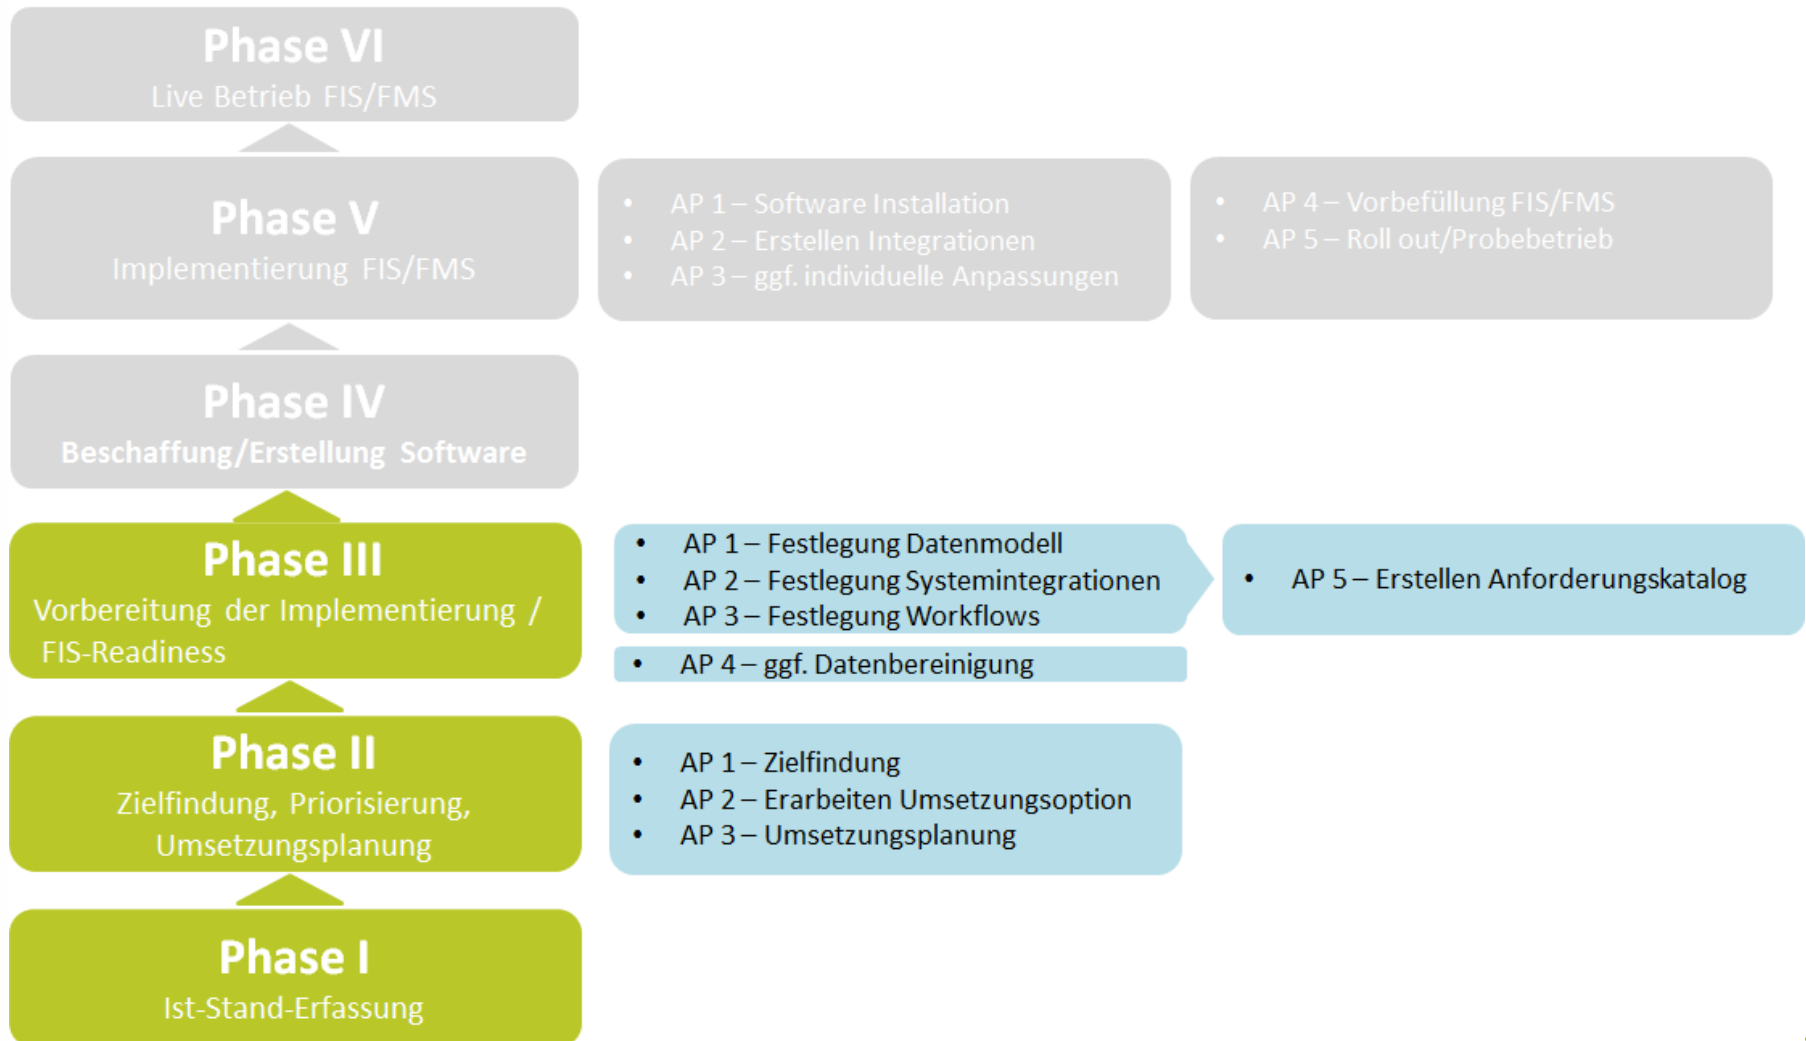 Phase VI
Live Betrieb FIS/FMS
Phase V
Implementierung FIS/FMS
• AP 1 – Software Installation
• AP 2 – Erstellen Integrationen
• AP 3 – ggf. individuelle Anpassungen
• AP 4 – Vorbefüllung FIS/FMS
• AP 5 – Roll out/Probebetrieb
Phase IV
Beschaffung/Erstellung Software
Phase III
Vorbereitung der Implementierung /
FIS-Readiness
• AP 1 – Festlegung Datenmodell
• AP 2 – Festlegung Systemintegrationen
• AP 3 – Festlegung Workflows
• AP 4 – ggf. Datenbereinigung
• AP 5 – Erstellen Anforderungskatalog
Phase II
Zielfindung, Priorisierung,
Umsetzungsplanung
• AP 1 – Zielfindung
• AP 2 – Erarbeiten Umsetzungsoption
• AP 3 – Umsetzungsplanung
Phase I
Ist-Stand-Erfassung